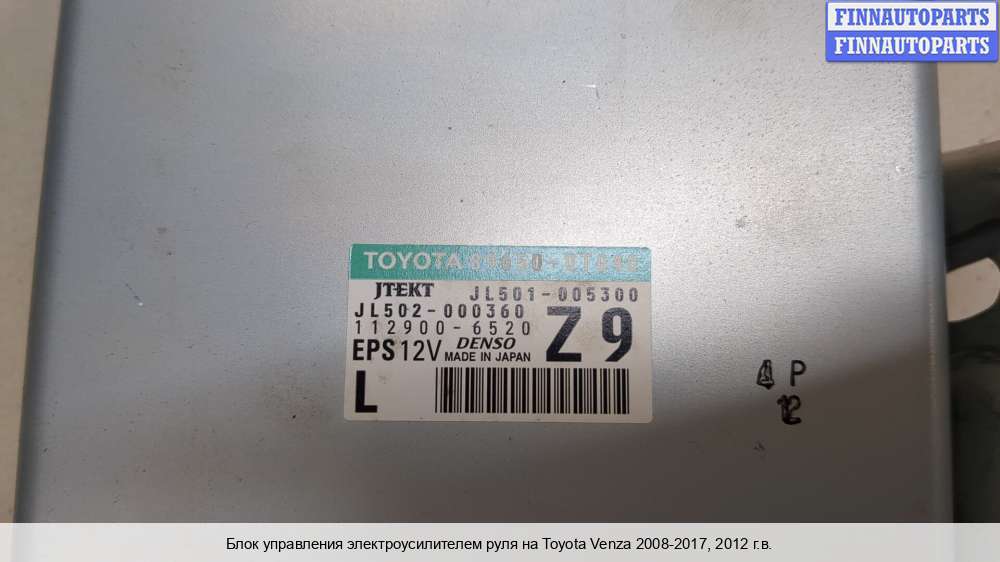 FINNAUTOPARTS
FINNAUTOPARTS
TOYOTA
JTEKT JL501-005300
JL502-000360
112900-6520 Z9
EPS 12V DENSO
MADE IN JAPAN
L
P
12
Блок управления электроусилителем руля на Toyota Venza 2008-2017, 2012 г.в.